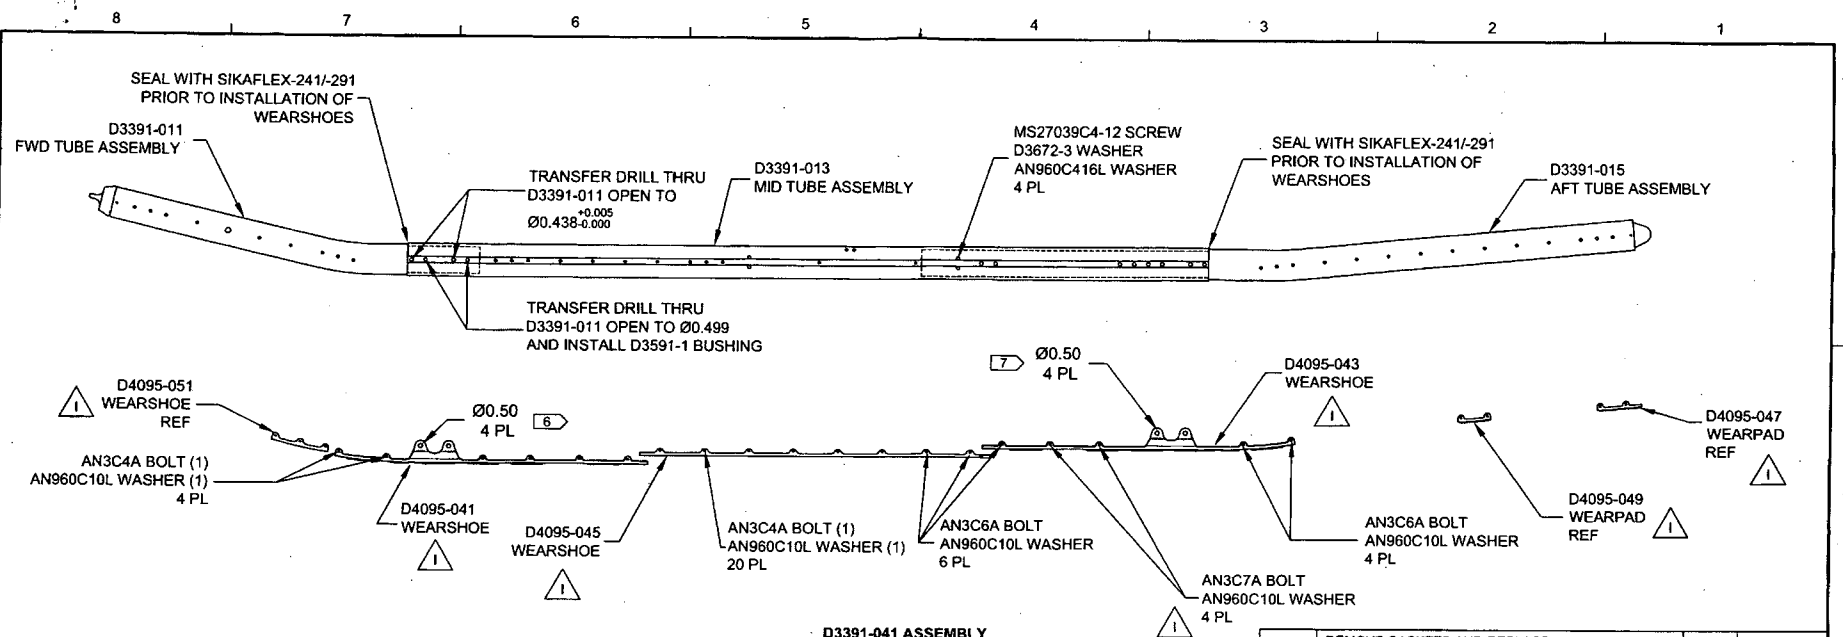 8 7 6 5 4 3 2 1
SEAL WITH SIKAFLEX-241/-291
PRIOR TO INSTALLATION OF
WEARSHOES
D3391-011
FWD TUBE ASSEMBLY
TRANSFER DRILL THRU
D3391-011 OPEN TO
Ø0.438 +0.005 -0.000
D3391-013
MID TUBE ASSEMBLY
MS27039C4-12 SCREW
D3672-3 WASHER
AN960C416L WASHER
4 PL
SEAL WITH SIKAFLEX-241/-291
PRIOR TO INSTALLATION OF
WEARSHOES
D3391-015
AFT TUBE ASSEMBLY
TRANSFER DRILL THRU
D3391-011 OPEN TO Ø0.499
AND INSTALL D3591-1 BUSHING
D4095-051
WEARSHOE
REF
1
Ø0.50
4 PL
6
7
Ø0.50
4 PL
D4095-043
WEARSHOE
1
D4095-047
WEARPAD
REF
1
AN3C4A BOLT (1)
AN960C10L WASHER (1)
4 PL
D4095-041
WEARSHOE
1
D4095-045
WEARSHOE
1
AN3C4A BOLT (1)
AN960C10L WASHER (1)
20 PL
AN3C6A BOLT
AN960C10L WASHER
6 PL
AN3C7A BOLT
AN960C10L WASHER
4 PL
1
AN3C6A BOLT
AN960C10L WASHER
4 PL
D4095-049
WEARPAD
REF
1
D3391-041 ASSEMBLY